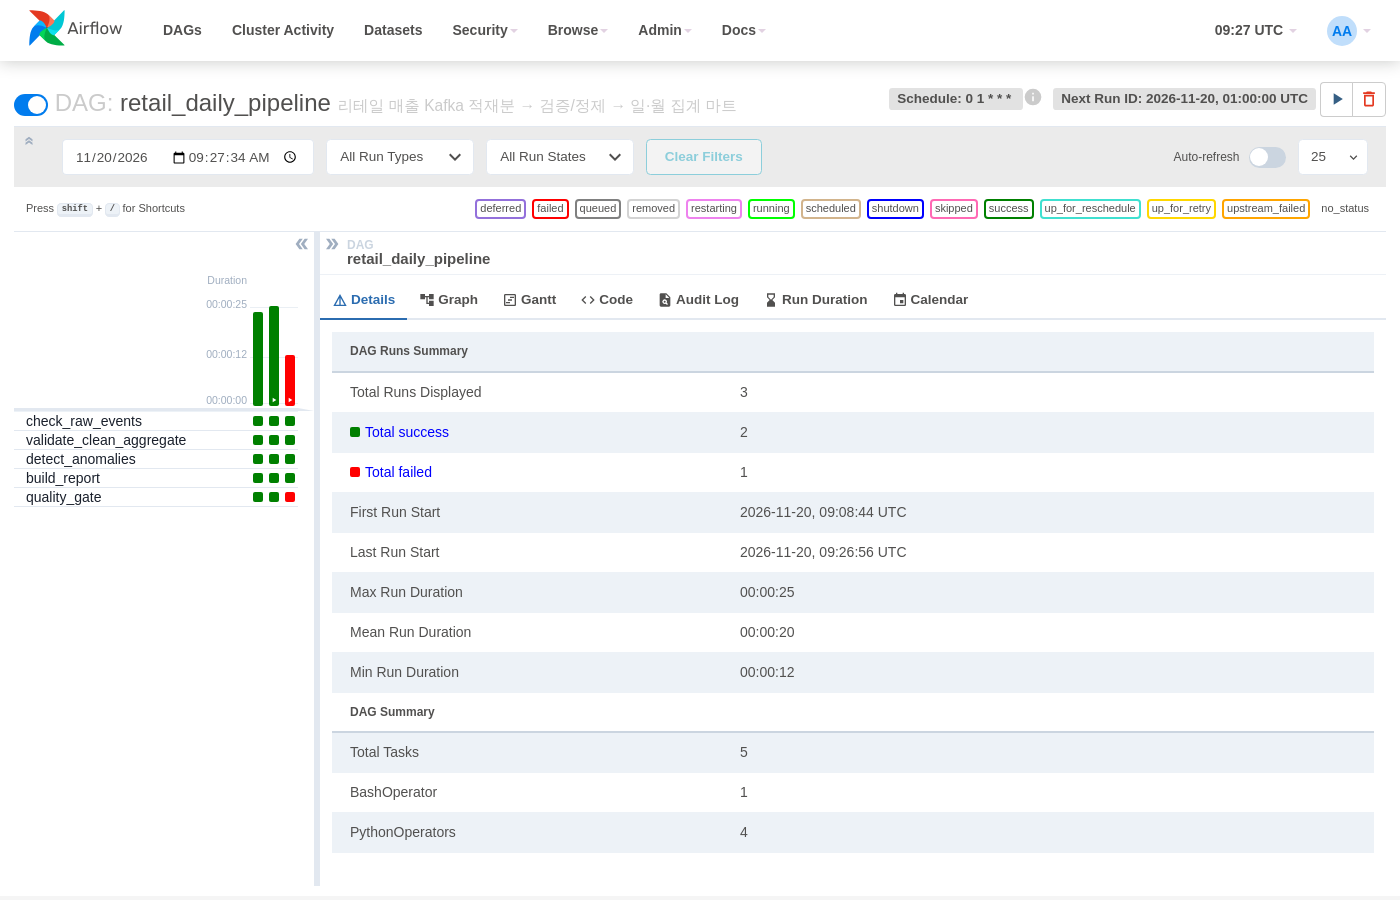 Airflow DAGs Cluster Activity Datasets Security Browse Admin Docs 09:27 UTC AA
DAG: retail_daily_pipeline 리테일 매출 Kafka 적재분 → 검증/정제 → 일·월 집계 마트 Schedule: 0 1 * * * Next Run ID: 2026-11-20, 01:00:00 UTC
11/20/2026 09:27:34 AM All Run Types All Run States Clear Filters Auto-refresh 25
Press shift + / for Shortcuts deferred failed queued removed restarting running scheduled shutdown skipped success up_for_reschedule up_for_retry upstream_failed no_status
DAG
retail_daily_pipeline
Duration
00:00:25
00:00:12
00:00:00
check_raw_events
validate_clean_aggregate
detect_anomalies
build_report
quality_gate
Details Graph Gantt Code Audit Log Run Duration Calendar
DAG Runs Summary
Total Runs Displayed 3
Total success 2
Total failed 1
First Run Start 2026-11-20, 09:08:44 UTC
Last Run Start 2026-11-20, 09:26:56 UTC
Max Run Duration 00:00:25
Mean Run Duration 00:00:20
Min Run Duration 00:00:12
DAG Summary
Total Tasks 5
BashOperator 1
PythonOperators 4